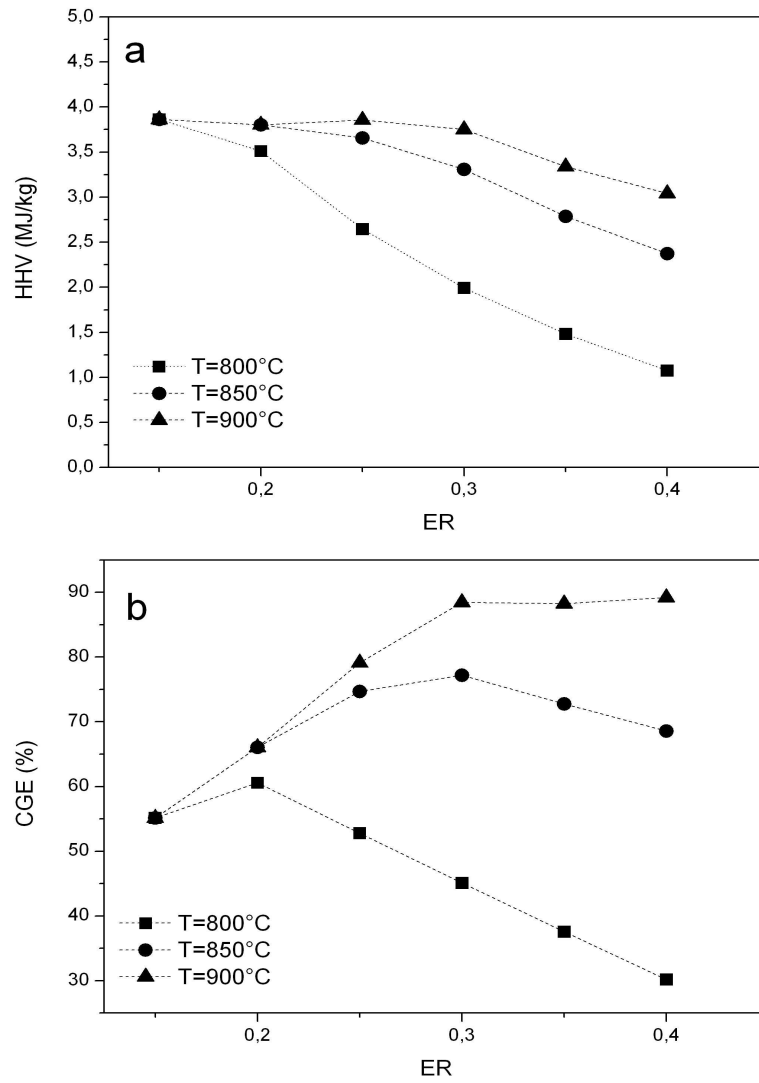 a
5,0
4,5
4,0
3,5
3,0
2,5
2,0
1,5
1,0
0,5
0,0
HHV (MJ/kg)
T=800°C
T=850°C
T=900°C
0,2 0,3 0,4
ER
b
90
80
70
60
50
40
30
CGE (%)
T=800°C
T=850°C
T=900°C
0,2 0,3 0,4
ER